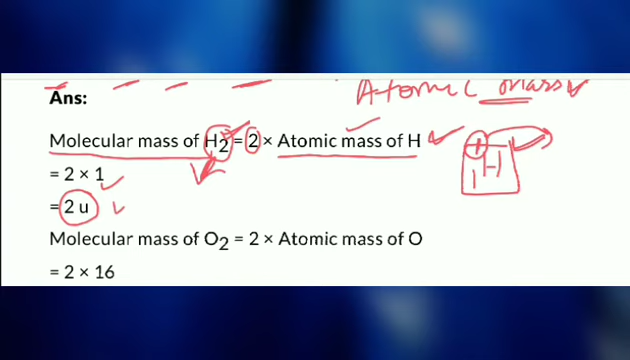 Atomic mass
Ans:
Molecular mass of H2 = 2 × Atomic mass of H
= 2 × 1
= 2 u
Molecular mass of O2 = 2 × Atomic mass of O
= 2 × 16
1 H